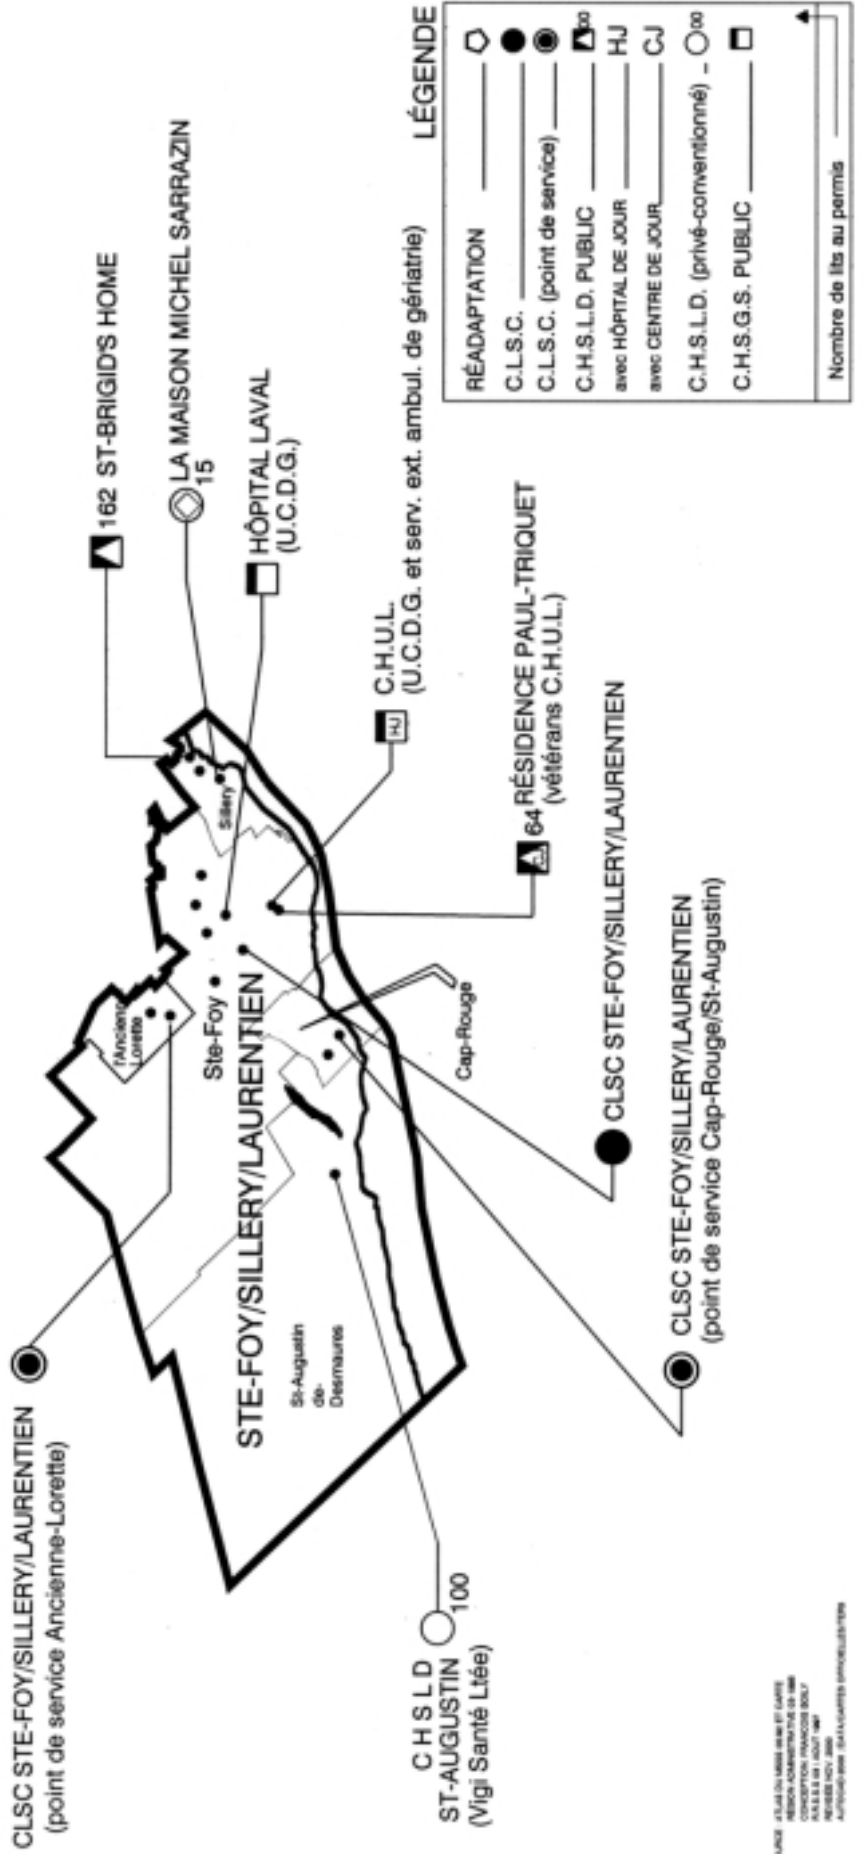 CLSC STE-FOY/SILLERY/LAURENTIEN
(point de service Ancienne-Lorette)
162 ST-BRIGID'S HOME
LA MAISON MICHEL SARRAZIN
15
HÔPITAL LAVAL
(U.C.D.G.)
HJ
C.H.U.L.
(U.C.D.G. et serv. ext. ambul. de gériatrie)
64 RÉSIDENCE PAUL-TRIQUET
(vétérans C.H.U.L.)
CLSC STE-FOY/SILLERY/LAURENTIEN
CLSC STE-FOY/SILLERY/LAURENTIEN
(point de service Cap-Rouge/St-Augustin)
C H S L D
ST-AUGUSTIN
(Vigi Santé Ltée)
100
l'Ancienne
Lorette
Ste-Foy
Sillery
STE-FOY/SILLERY/LAURENTIEN
Cap-Rouge
St-Augustin
de-
Desmaures
LÉGENDE
RÉADAPTATION
C.L.S.C.
C.L.S.C. (point de service)
C.H.S.L.D. PUBLIC 00
avec HÔPITAL DE JOUR HJ
avec CENTRE DE JOUR CJ
C.H.S.L.D. (privé-conventionné) 00
C.H.S.G.S. PUBLIC
Nombre de lits au permis